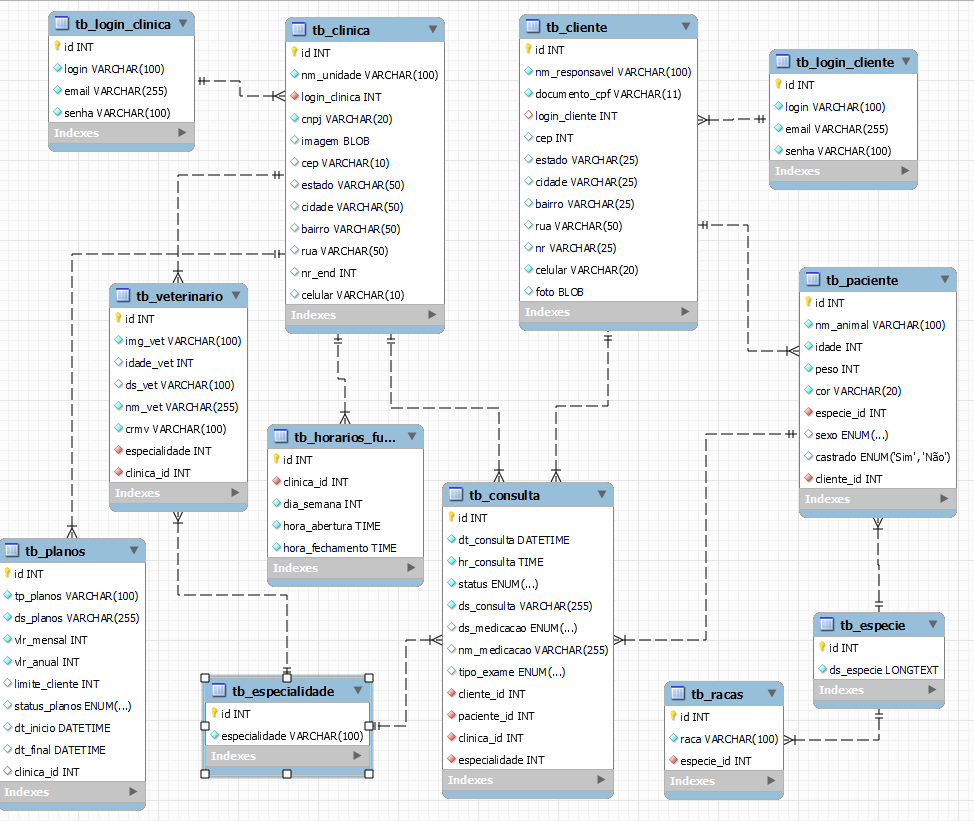 tb_login_clinica
id INT
login VARCHAR(100)
email VARCHAR(255)
senha VARCHAR(100)
Indexes
tb_clinica
id INT
nm_unidade VARCHAR(100)
login_clinica INT
cnpj VARCHAR(20)
imagem BLOB
cep VARCHAR(10)
estado VARCHAR(50)
cidade VARCHAR(50)
bairro VARCHAR(50)
rua VARCHAR(50)
nr_end INT
celular VARCHAR(10)
Indexes
tb_cliente
id INT
nm_responsavel VARCHAR(100)
documento_cpf VARCHAR(11)
login_cliente INT
cep INT
estado VARCHAR(25)
cidade VARCHAR(25)
bairro VARCHAR(25)
rua VARCHAR(50)
nr VARCHAR(25)
celular VARCHAR(20)
foto BLOB
Indexes
tb_login_cliente
id INT
login VARCHAR(100)
email VARCHAR(255)
senha VARCHAR(100)
Indexes
tb_veterinario
id INT
img_vet VARCHAR(100)
idade_vet INT
ds_vet VARCHAR(100)
nm_vet VARCHAR(255)
crmv VARCHAR(100)
especialidade INT
clinica_id INT
Indexes
tb_paciente
id INT
nm_animal VARCHAR(100)
idade INT
peso INT
cor VARCHAR(20)
especie_id INT
sexo ENUM(...)
castrado ENUM('Sim', 'Não')
cliente_id INT
Indexes
tb_horarios_fu...
id INT
clinica_id INT
dia_semana INT
hora_abertura TIME
hora_fechamento TIME
Indexes
tb_consulta
id INT
dt_consulta DATETIME
hr_consulta TIME
status ENUM(...)
ds_consulta VARCHAR(255)
ds_medicacao ENUM(...)
nm_medicacao VARCHAR(255)
tipo_exame ENUM(...)
cliente_id INT
paciente_id INT
clinica_id INT
especialidade INT
Indexes
tb_planos
id INT
tp_planos VARCHAR(100)
ds_planos VARCHAR(255)
vlr_mensal INT
vlr_anual INT
limite_cliente INT
status_planos ENUM(...)
dt_inicio DATETIME
dt_final DATETIME
clinica_id INT
Indexes
tb_especialidade
id INT
especialidade VARCHAR(100)
Indexes
tb_especie
id INT
ds_especie LONGTEXT
Indexes
tb_racas
id INT
raca VARCHAR(100)
especie_id INT
Indexes